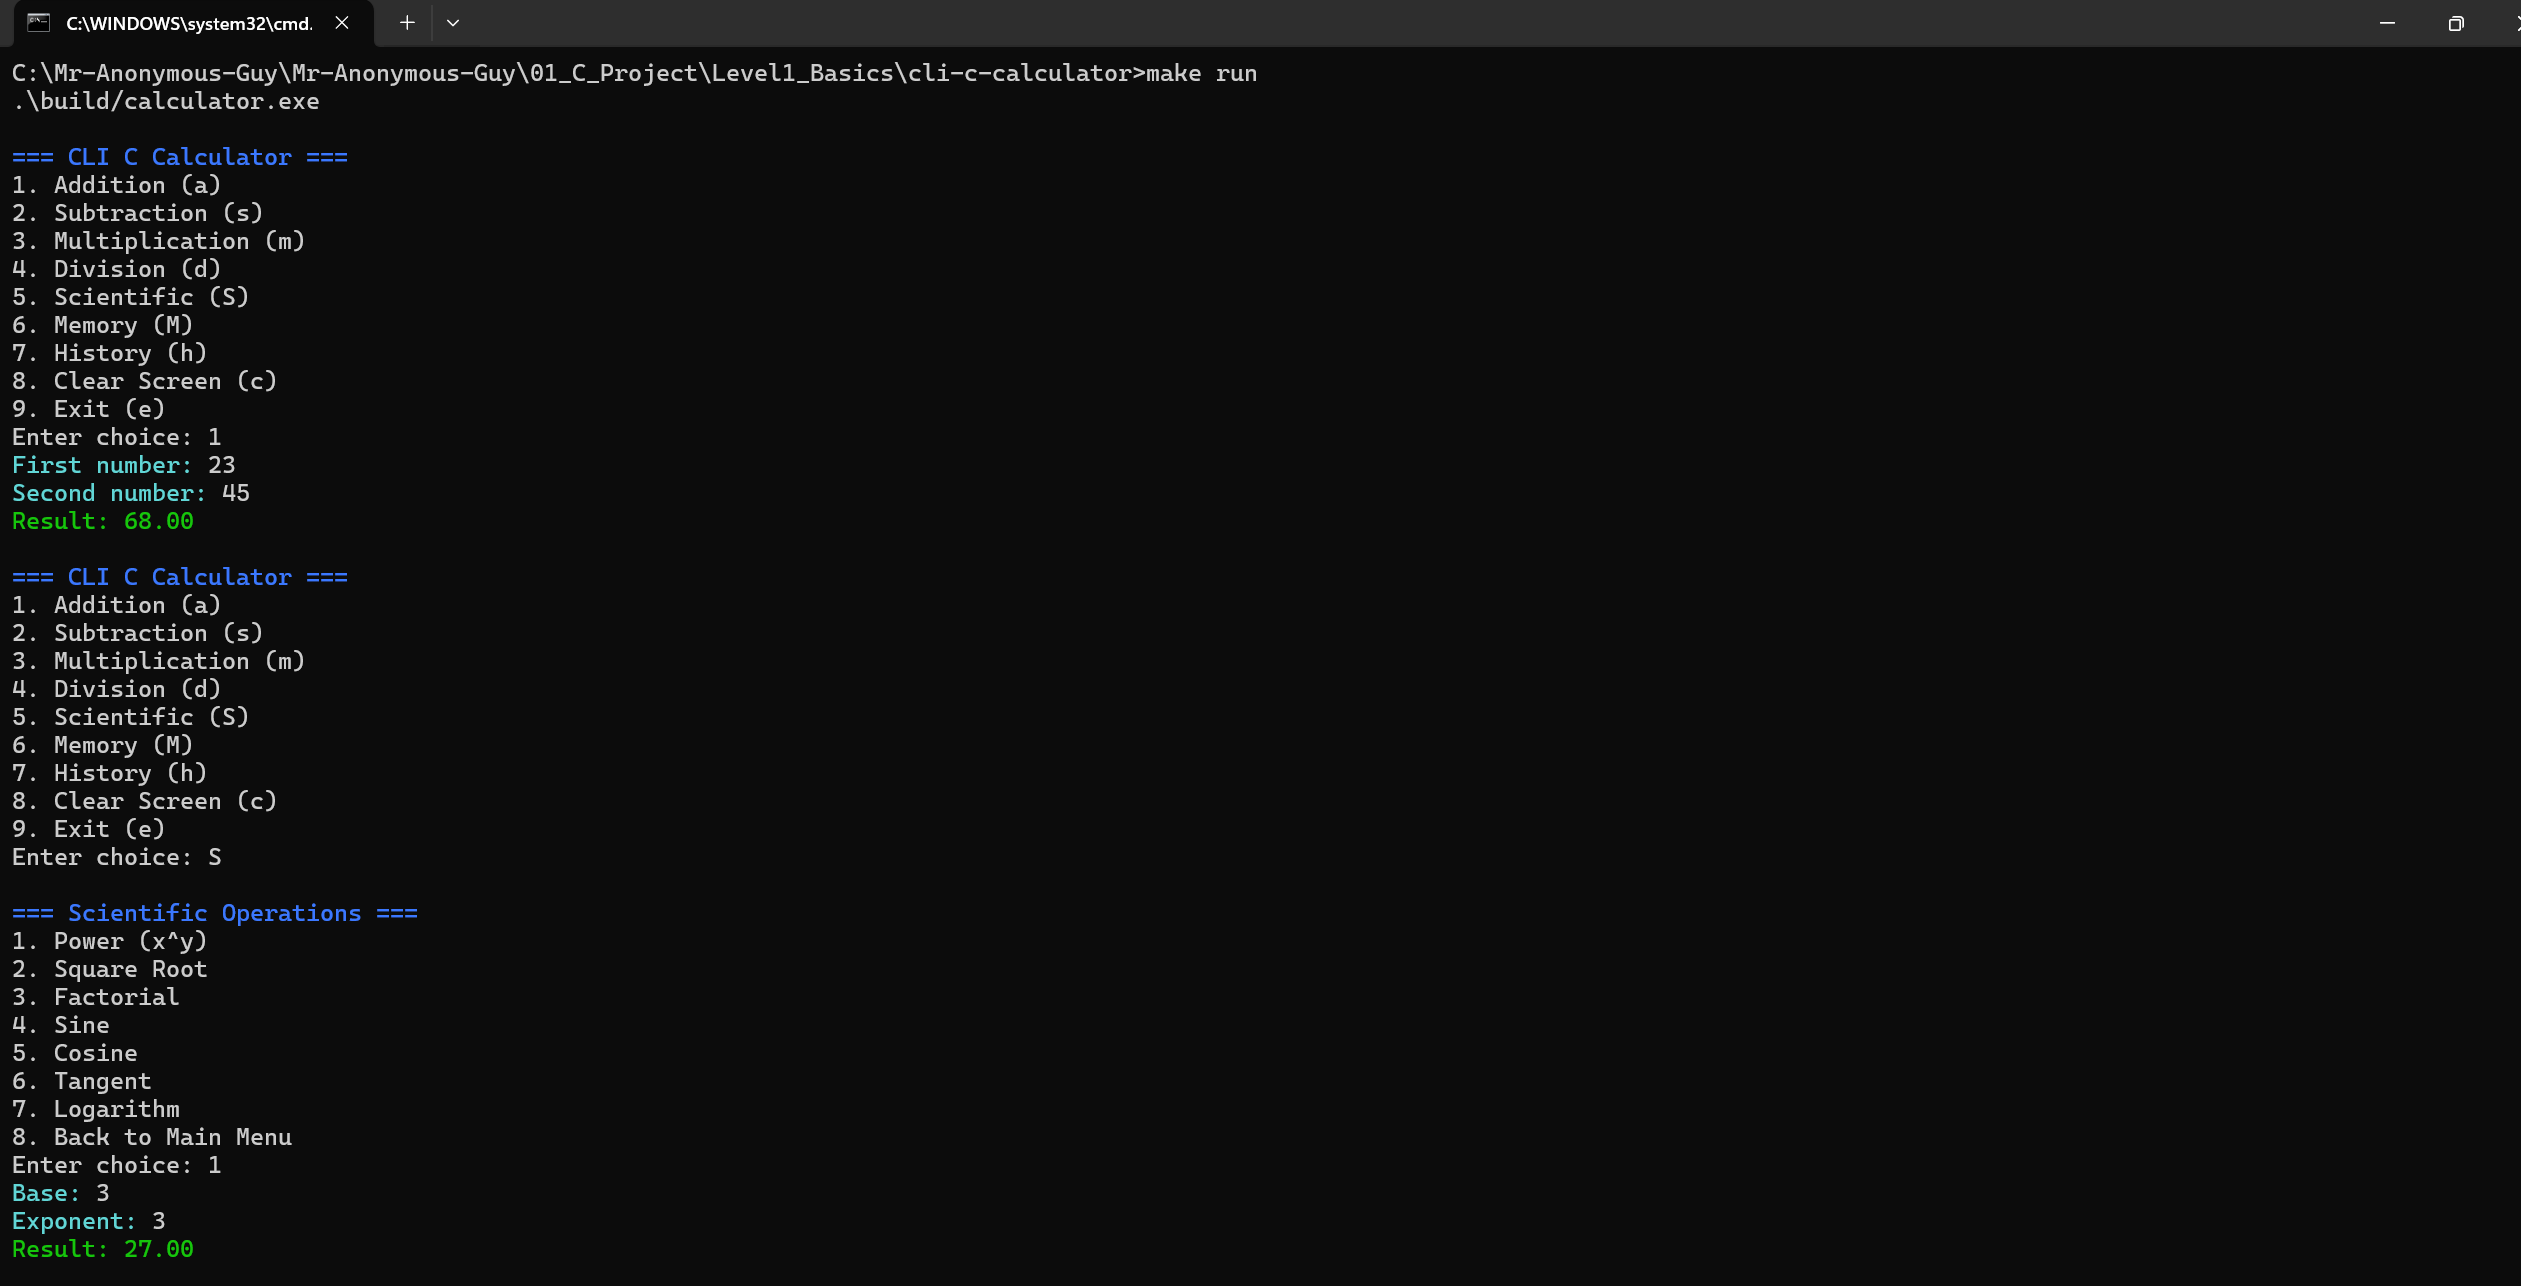 C:\WINDOWS\system32\cmd.
C:\Mr-Anonymous-Guy\Mr-Anonymous-Guy\01_C_Project\Level1_Basics\cli-c-calculator>make run
.\build/calculator.exe
=== CLI C Calculator ===
1. Addition (a)
2. Subtraction (s)
3. Multiplication (m)
4. Division (d)
5. Scientific (S)
6. Memory (M)
7. History (h)
8. Clear Screen (c)
9. Exit (e)
Enter choice: 1
First number: 23
Second number: 45
Result: 68.00
=== CLI C Calculator ===
1. Addition (a)
2. Subtraction (s)
3. Multiplication (m)
4. Division (d)
5. Scientific (S)
6. Memory (M)
7. History (h)
8. Clear Screen (c)
9. Exit (e)
Enter choice: S
=== Scientific Operations ===
1. Power (x^y)
2. Square Root
3. Factorial
4. Sine
5. Cosine
6. Tangent
7. Logarithm
8. Back to Main Menu
Enter choice: 1
Base: 3
Exponent: 3
Result: 27.00